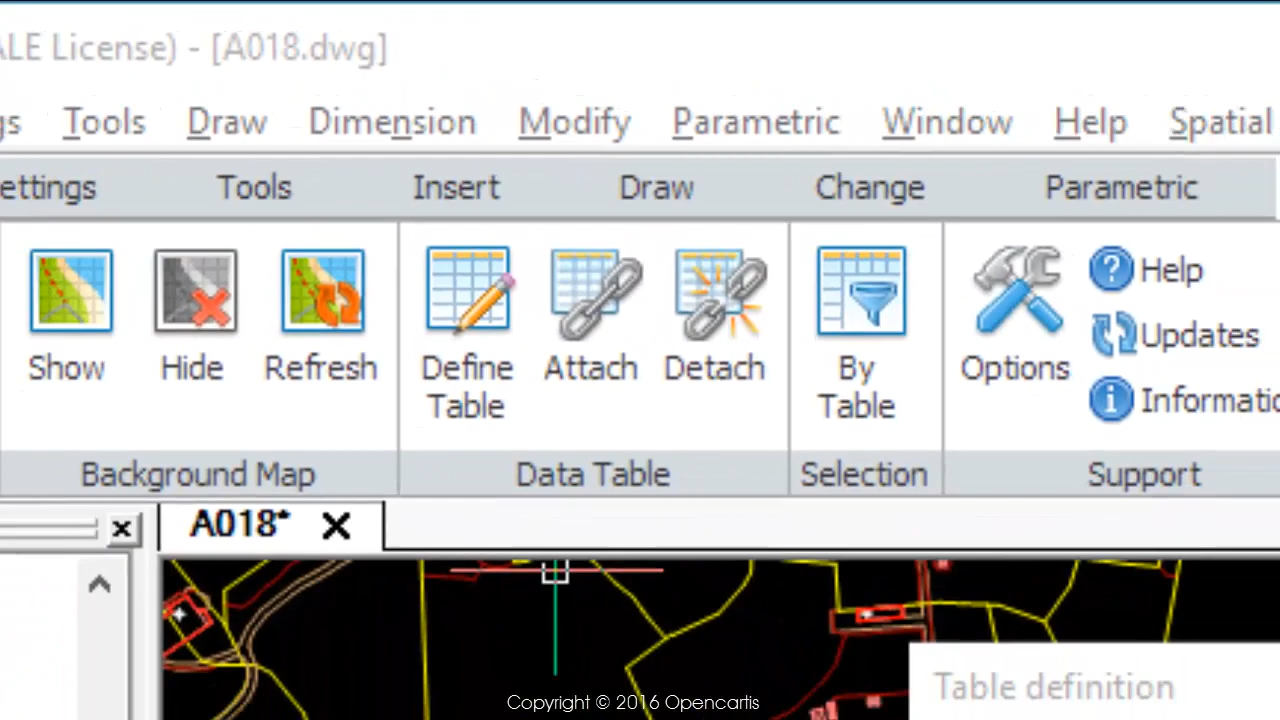 ALE License) - [A018.dwg]
gs Tools Draw Dimension Modify Parametric Window Help Spatial
ettings Tools Insert Draw Change Parametric
Show Hide Refresh Define Table Attach Detach By Table Options Help
Updates
Informatio
Background Map Data Table Selection Support
A018*
Table definition
Copyright © 2016 Opencartis